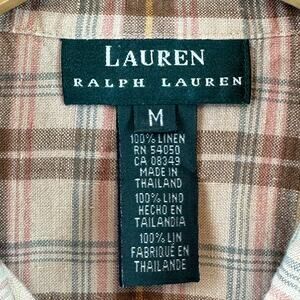 LAUREN
RALPH LAUREN
M
100% LINEN
RN 54050
CA 08349
MADE IN
THAILAND
100% LINO
HECHO EN
TAILANDIA
100% LIN
FABRIQUÉ EN
THAILANDE